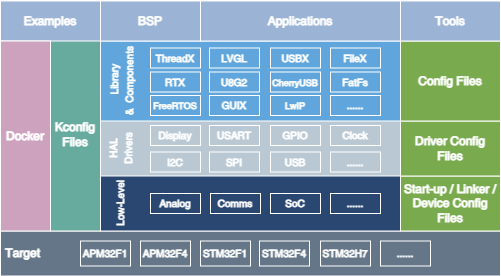 Examples BSP Applications Tools
Docker
Kconfig
Files
Library
& Components
ThreadX LVGL USBX FileX
RTX U8G2 CherryUSB FatFs
FreeRTOS GUIX LwIP ......
Config Files
HAL
Drivers
Display USART GPIO Clock
I2C SPI USB ......
Driver Config
Files
Low-Level
Analog Comms SoC ......
Start-up / Linker /
Device Config
Files
Target APM32F1 APM32F4 STM32F1 STM32F4 STM32H7 ......